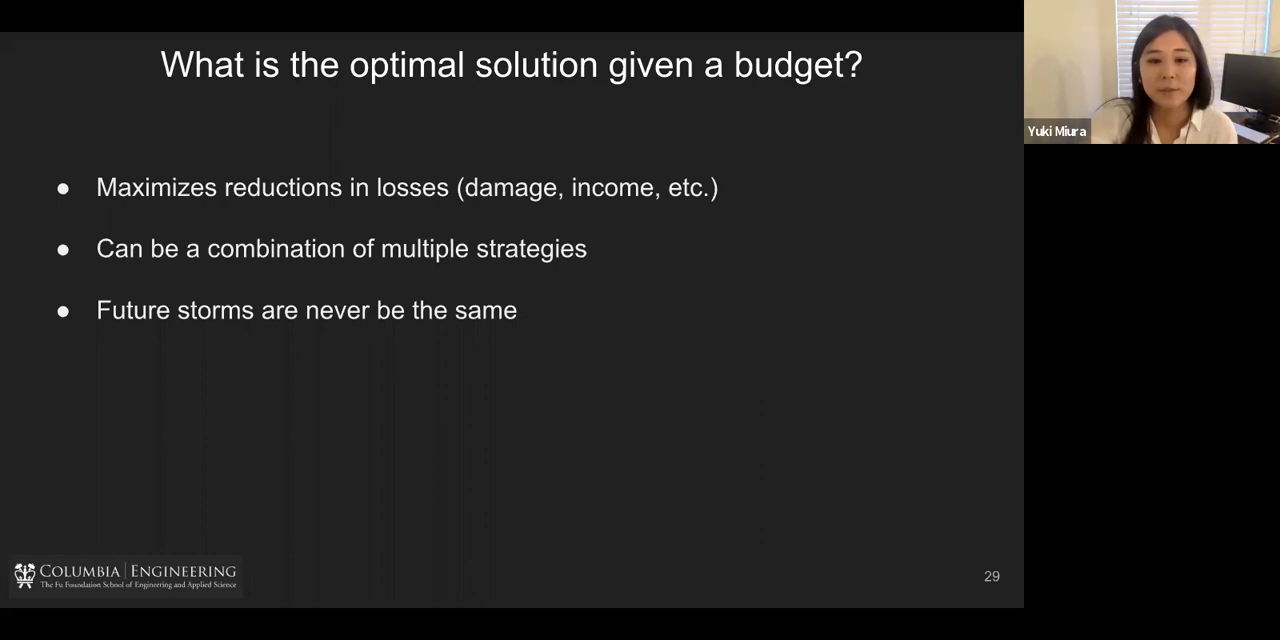 What is the optimal solution given a budget?
● Maximizes reductions in losses (damage, income, etc.)
● Can be a combination of multiple strategies
● Future storms are never be the same
COLUMBIA | ENGINEERING
The Fu Foundation School of Engineering and Applied Science
29
Yuki Miura